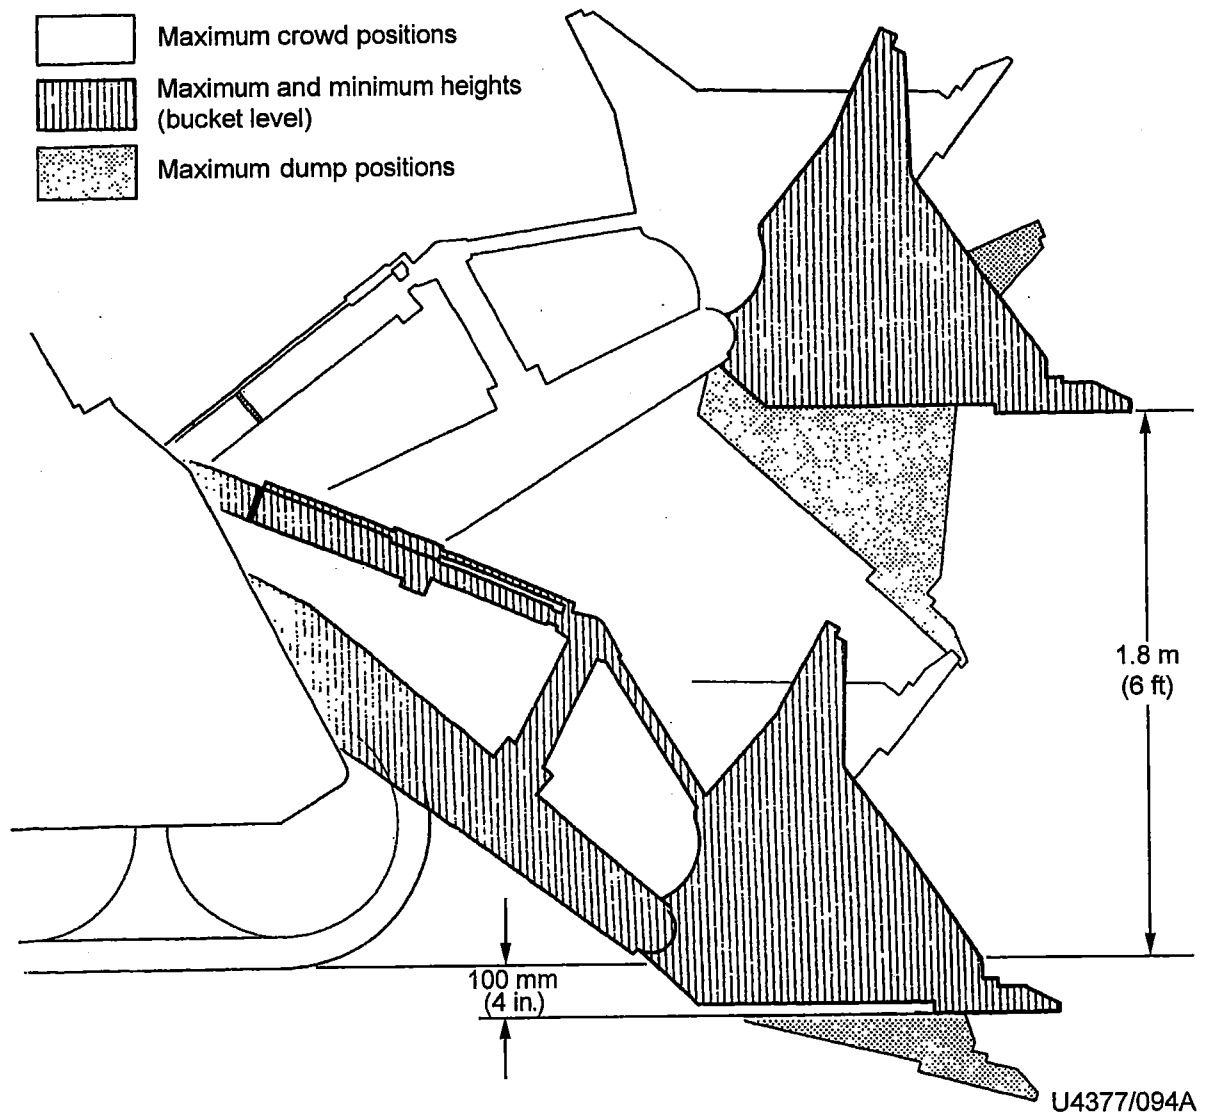 Maximum crowd positions
Maximum and minimum heights
(bucket level)
Maximum dump positions
1.8 m
(6 ft)
100 mm
(4 in.)
U4377/094A